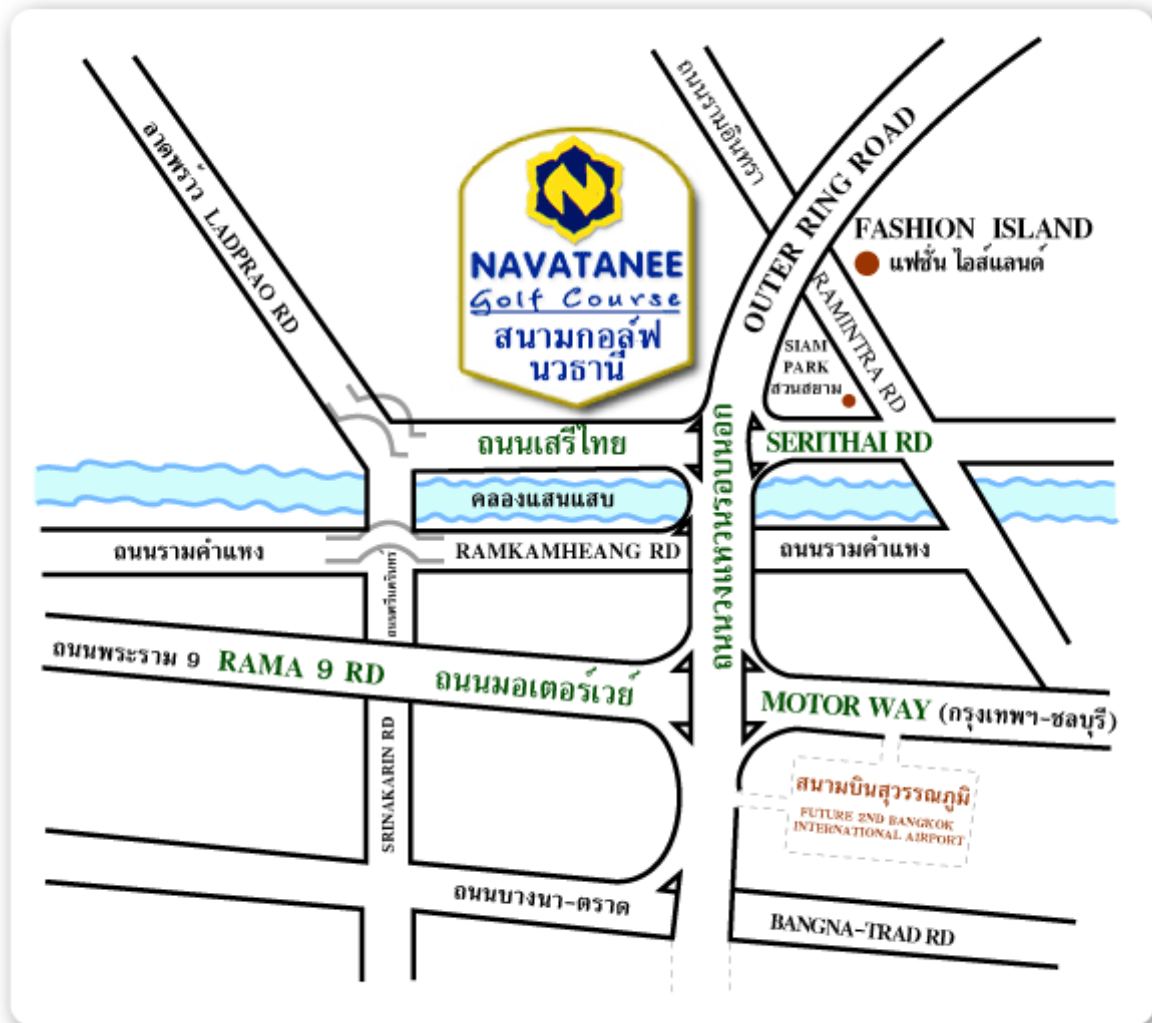 ถนนรามอินทรา
ลาดพร้าว LADPRAO RD
NAVATANEE
Golf Course
สนามกอล์ฟ
นวธานี
OUTER RING ROAD
FASHION ISLAND
แฟชั่น ไอส์แลนด์
RAMINTRA RD
SIAM
PARK
สวนสยาม
ถนนเสรีไทย
SERITHAI RD
คลองแสนแสบ
ถนนวงแหวนรอบนอก
ถนนรามคำแหง
RAMKAMHEANG RD
ถนนรามคำแหง
ถนนศรีนครินทร์
ถนนพระราม 9 RAMA 9 RD
ถนนมอเตอร์เวย์
MOTOR WAY (กรุงเทพฯ-ชลบุรี)
SRINAKARIN RD
สนามบินสุวรรณภูมิ
FUTURE 2ND BANGKOK
INTERNATIONAL AIRPORT
ถนนบางนา-ตราด
BANGNA-TRAD RD